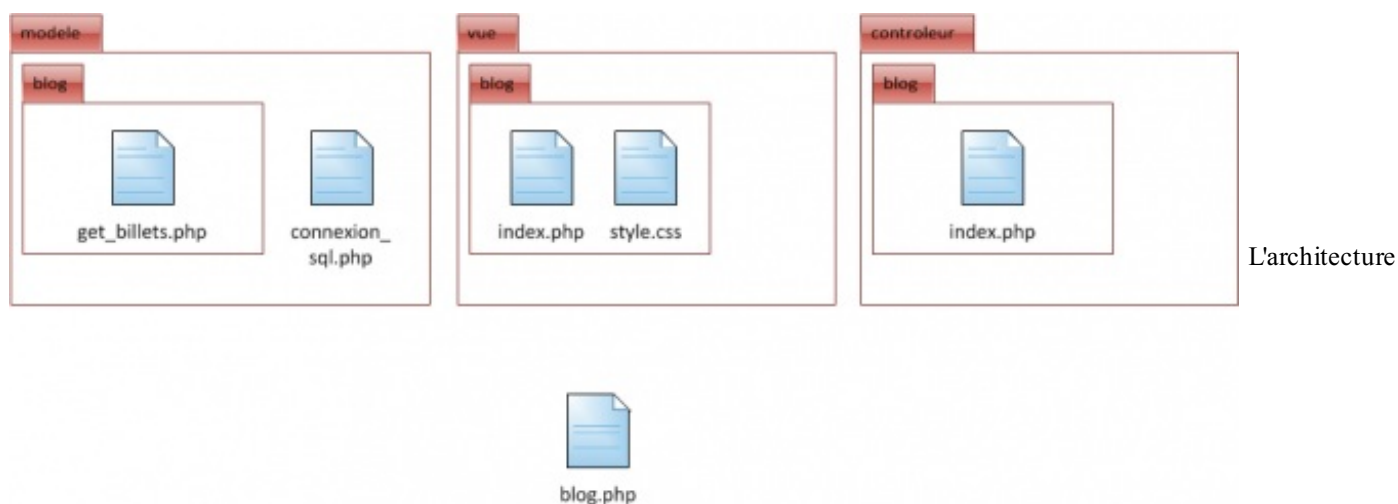 modele
blog
get_billets.php
connexion_
sql.php
vue
blog
index.php
style.css
controleur
blog
index.php
L'architecture
blog.php